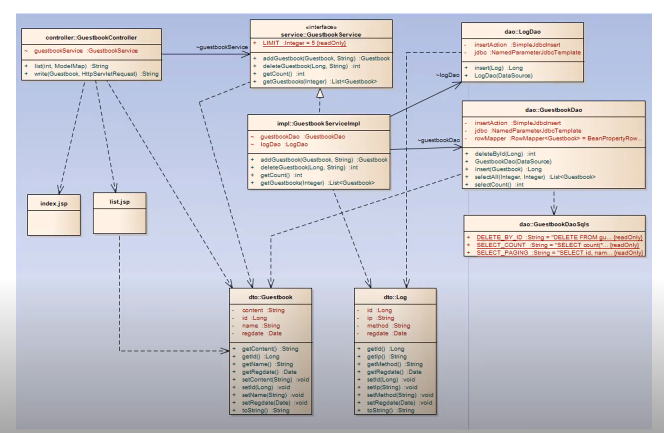 controller::GuestbookController
- guestbookService :GuestbookService
+ list(int, ModelMap) :String
+ write(Guestbook, HttpServletRequest) :String
«interface»
service::GuestbookService
+ LIMIT :Integer = 5 {readOnly}
+ addGuestbook(Guestbook, String) :Guestbook
+ deleteGuestbook(Long, String) :int
+ getCount() :int
+ getGuestbooks(Integer) :List<Guestbook>
~guestbookService
dao::LogDao
- insertAction :SimpleJdbcInsert
- jdbc :NamedParameterJdbcTemplate
+ insert(Log) :Long
+ LogDao(DataSource)
~logDao
impl::GuestbookServiceImpl
~ guestbookDao :GuestbookDao
~ logDao :LogDao
+ addGuestbook(Guestbook, String) :Guestbook
+ deleteGuestbook(Long, String) :int
+ getCount() :int
+ getGuestbooks(Integer) :List<Guestbook>
~guestbookDao
dao::GuestbookDao
- insertAction :SimpleJdbcInsert
- jdbc :NamedParameterJdbcTemplate
- rowMapper :RowMapper<Guestbook> = BeanPropertyRow...
+ deleteById(Long) :int
+ GuestbookDao(DataSource)
+ insert(Guestbook) :Long
+ selectAll(Integer, Integer) :List<Guestbook>
+ selectCount() :int
index.jsp
list.jsp
dao::GuestbookDaoSqls
+ DELETE_BY_ID :String = "DELETE FROM gu... {readOnly}
+ SELECT_COUNT :String = "SELECT count(*... {readOnly}
+ SELECT_PAGING :String = "SELECT id, nam... {readOnly}
dto::Guestbook
- content :String
- id :Long
- name :String
- regdate :Date
+ getContent() :String
+ getId() :Long
+ getName() :String
+ getRegdate() :Date
+ setContent(String) :void
+ setId(Long) :void
+ setName(String) :void
+ setRegdate(Date) :void
+ toString() :String
dto::Log
- id :Long
- ip :String
- method :String
- regdate :Date
+ getId() :Long
+ getIp() :String
+ getMethod() :String
+ getRegdate() :Date
+ setId(Long) :void
+ setIp(String) :void
+ setMethod(String) :void
+ setRegdate(Date) :void
+ toString() :String